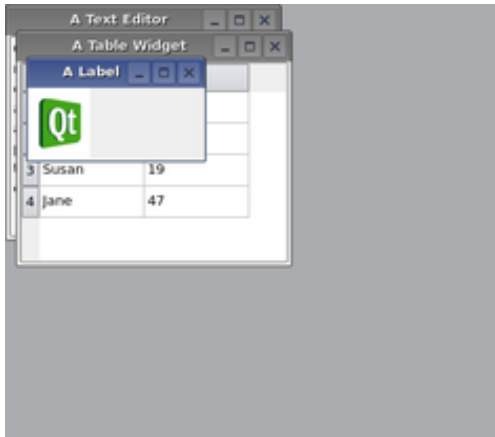 A Text Editor
A Table Widget
A Label
Qt
3 Susan 19
4 Jane 47